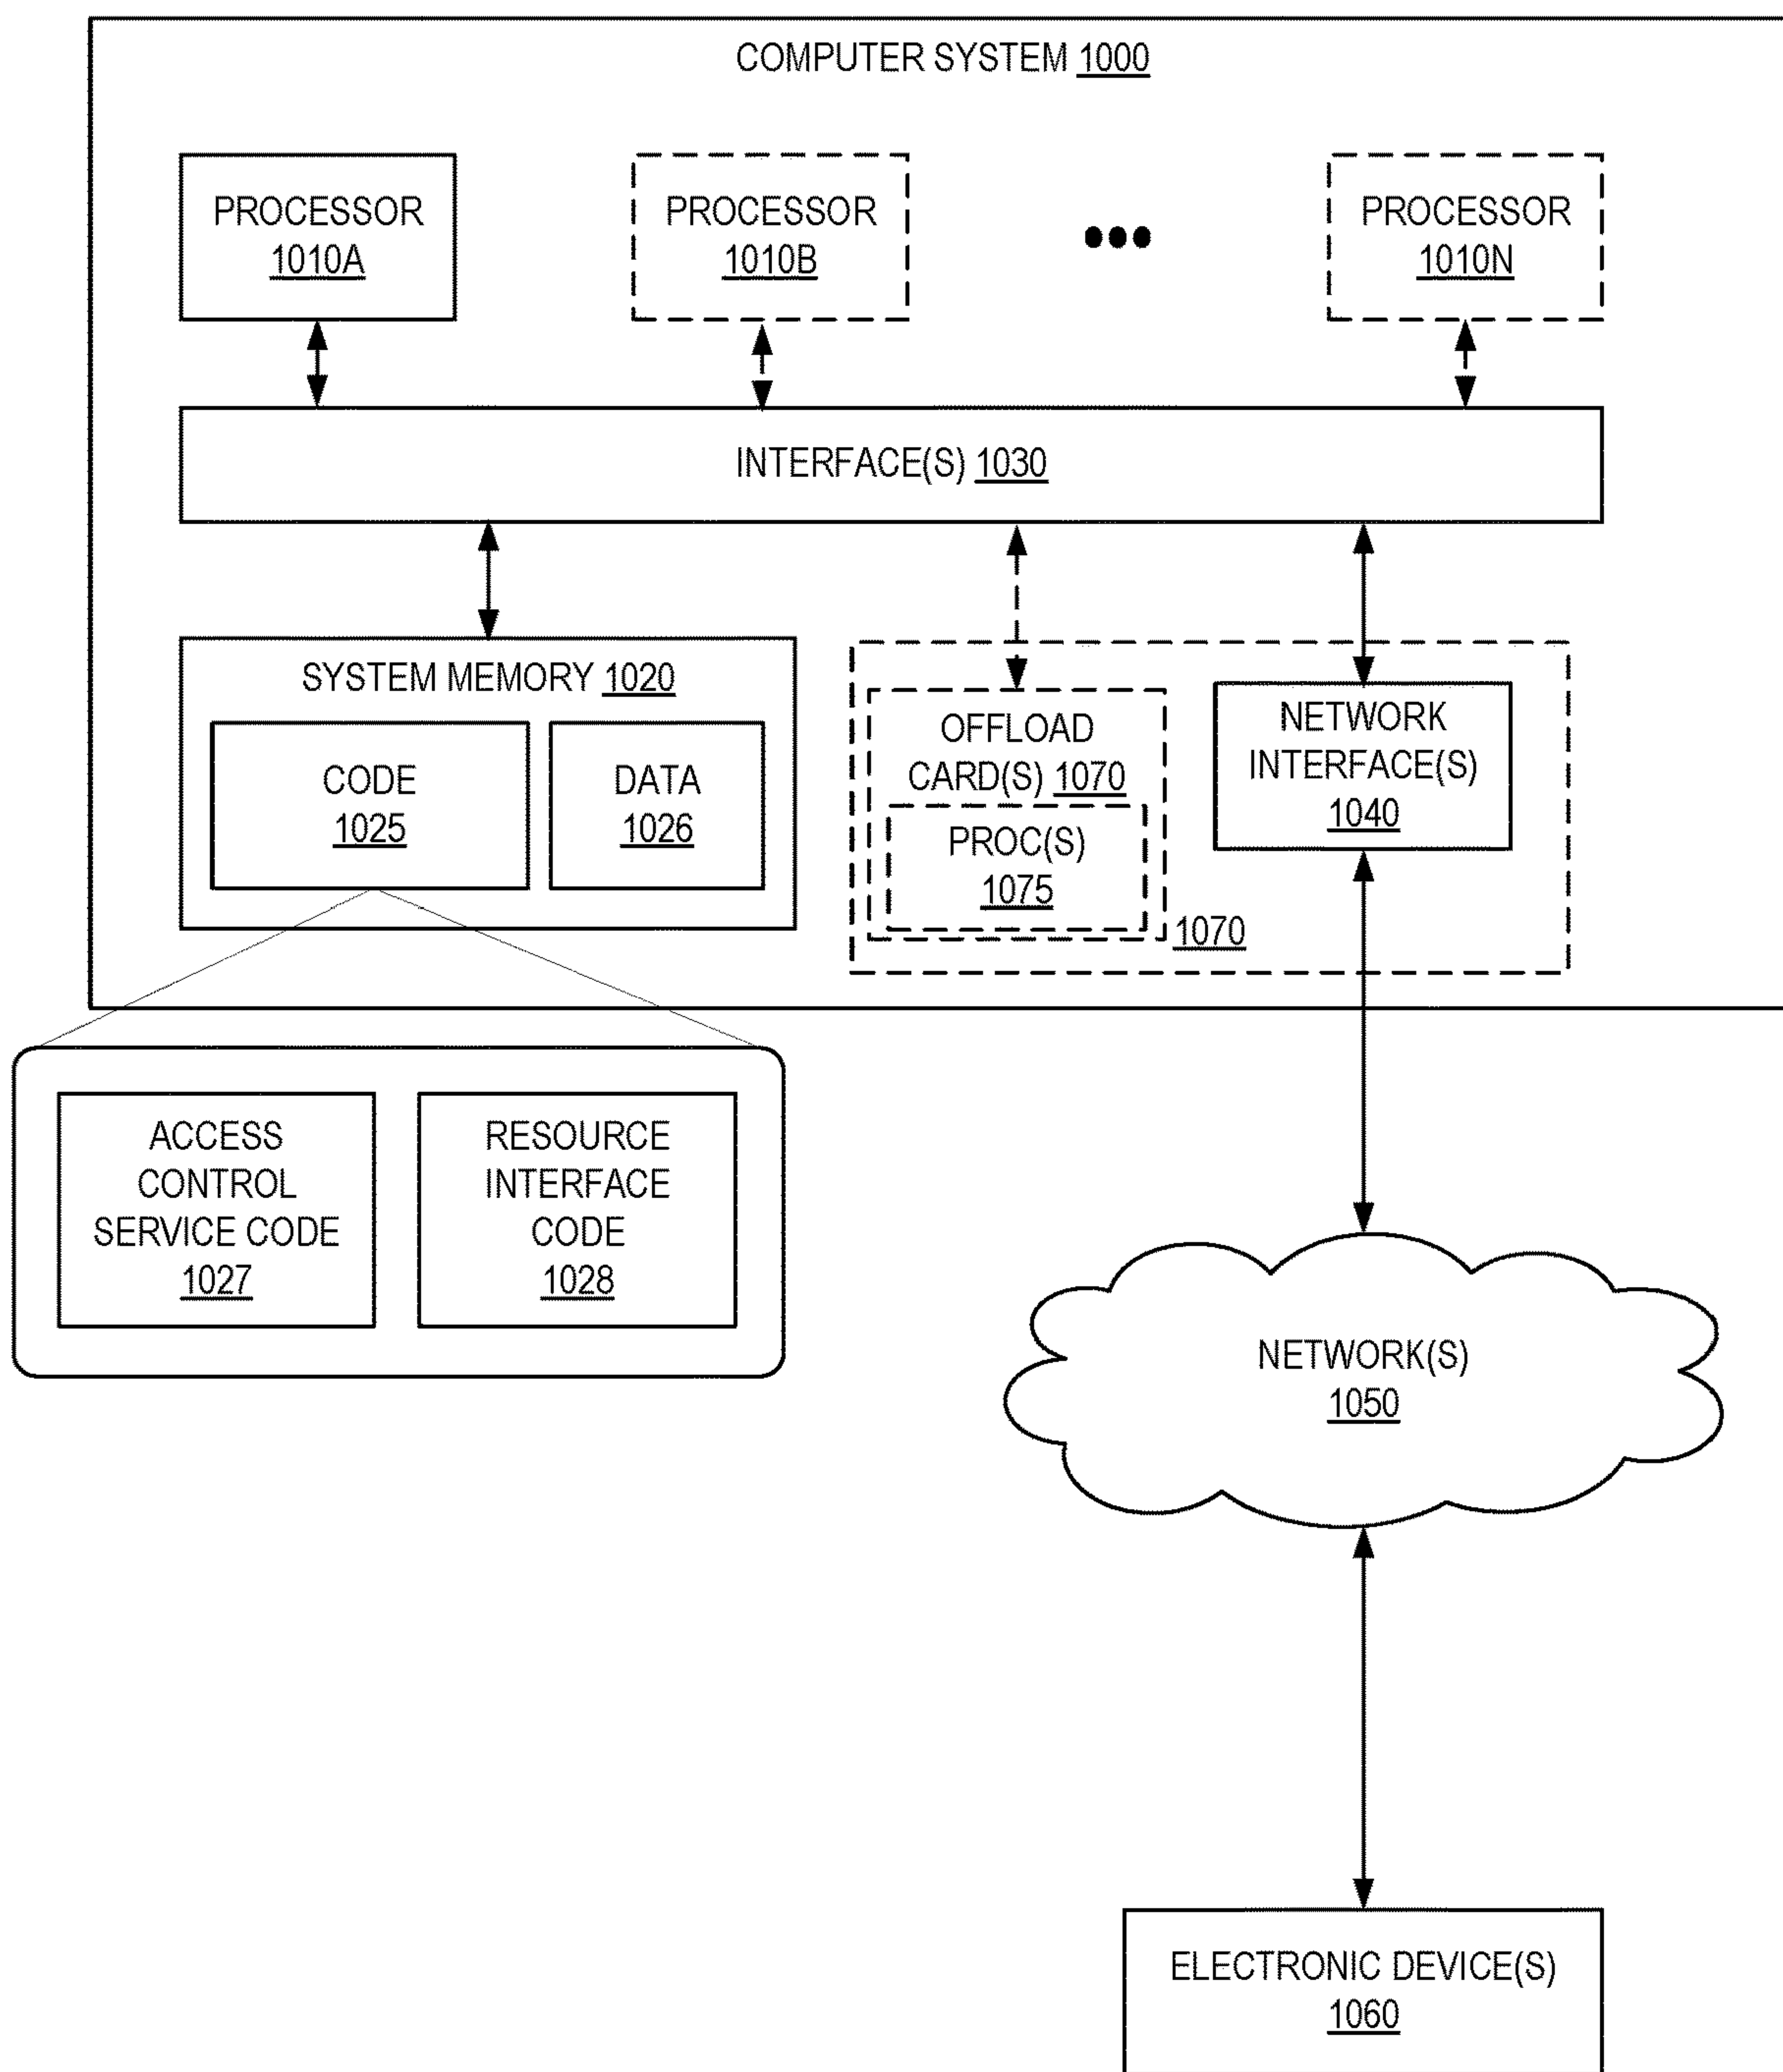 COMPUTER SYSTEM 1000
PROCESSOR
1010A
PROCESSOR
1010B
PROCESSOR
1010N
INTERFACE(S) 1030
SYSTEM MEMORY 1020
CODE
1025
DATA
1026
OFFLOAD
CARD(S) 1070
PROC(S)
1075
1070
NETWORK
INTERFACE(S)
1040
ACCESS
CONTROL
SERVICE CODE
1027
RESOURCE
INTERFACE
CODE
1028
NETWORK(S)
1050
ELECTRONIC DEVICE(S)
1060